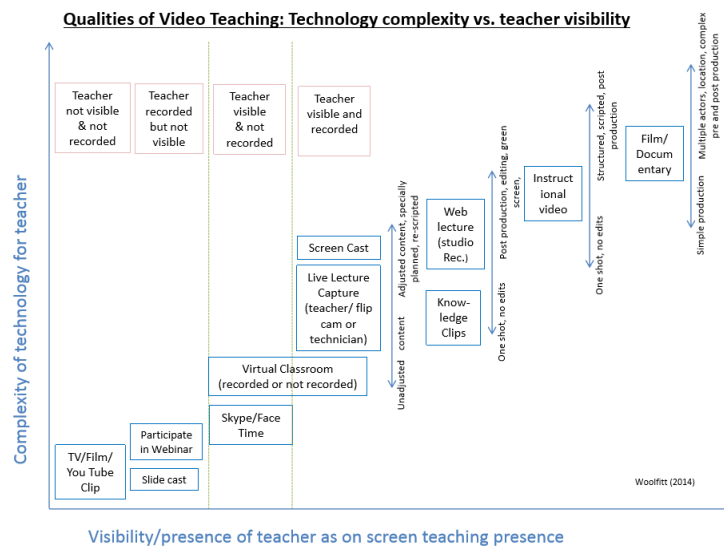 Qualities of Video Teaching: Technology complexity vs. teacher visibility
Teacher
not visible
& not
recorded
Teacher
recorded
but not
visible
Teacher
visible
& not
recorded
Teacher
visible and
recorded
Multiple actors, location, complex
pre and post production
Simple production
Film/
Docum
entary
Structured, scripted, post
production
One shot, no edits
Instruct
ional
video
Post production, editing, green
screen,
One shot, no edits
Web
lecture
(studio
Rec.)
Know-
ledge
Clips
Adjusted content, specially
planned, re-scripted
Unadjusted content
Screen Cast
Live Lecture
Capture
(teacher/ flip
cam or
technician)
Virtual Classroom
(recorded or not recorded)
Skype/Face
Time
Participate
in Webinar
Slide cast
TV/Film/
You Tube
Clip
Woolfitt (2014)
Complexity of technology for teacher
Visibility/presence of teacher as on screen teaching presence